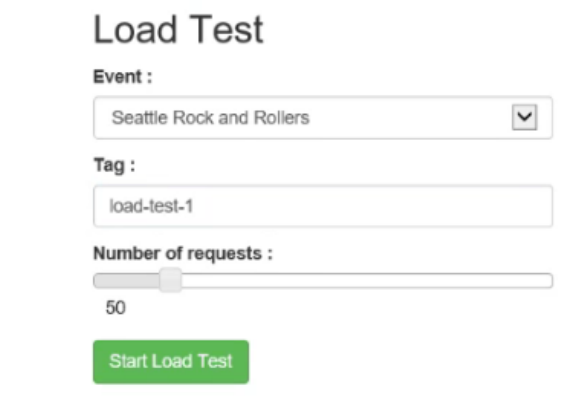 Load Test
Event :
Seattle Rock and Rollers
Tag :
load-test-1
Number of requests :
50
Start Load Test